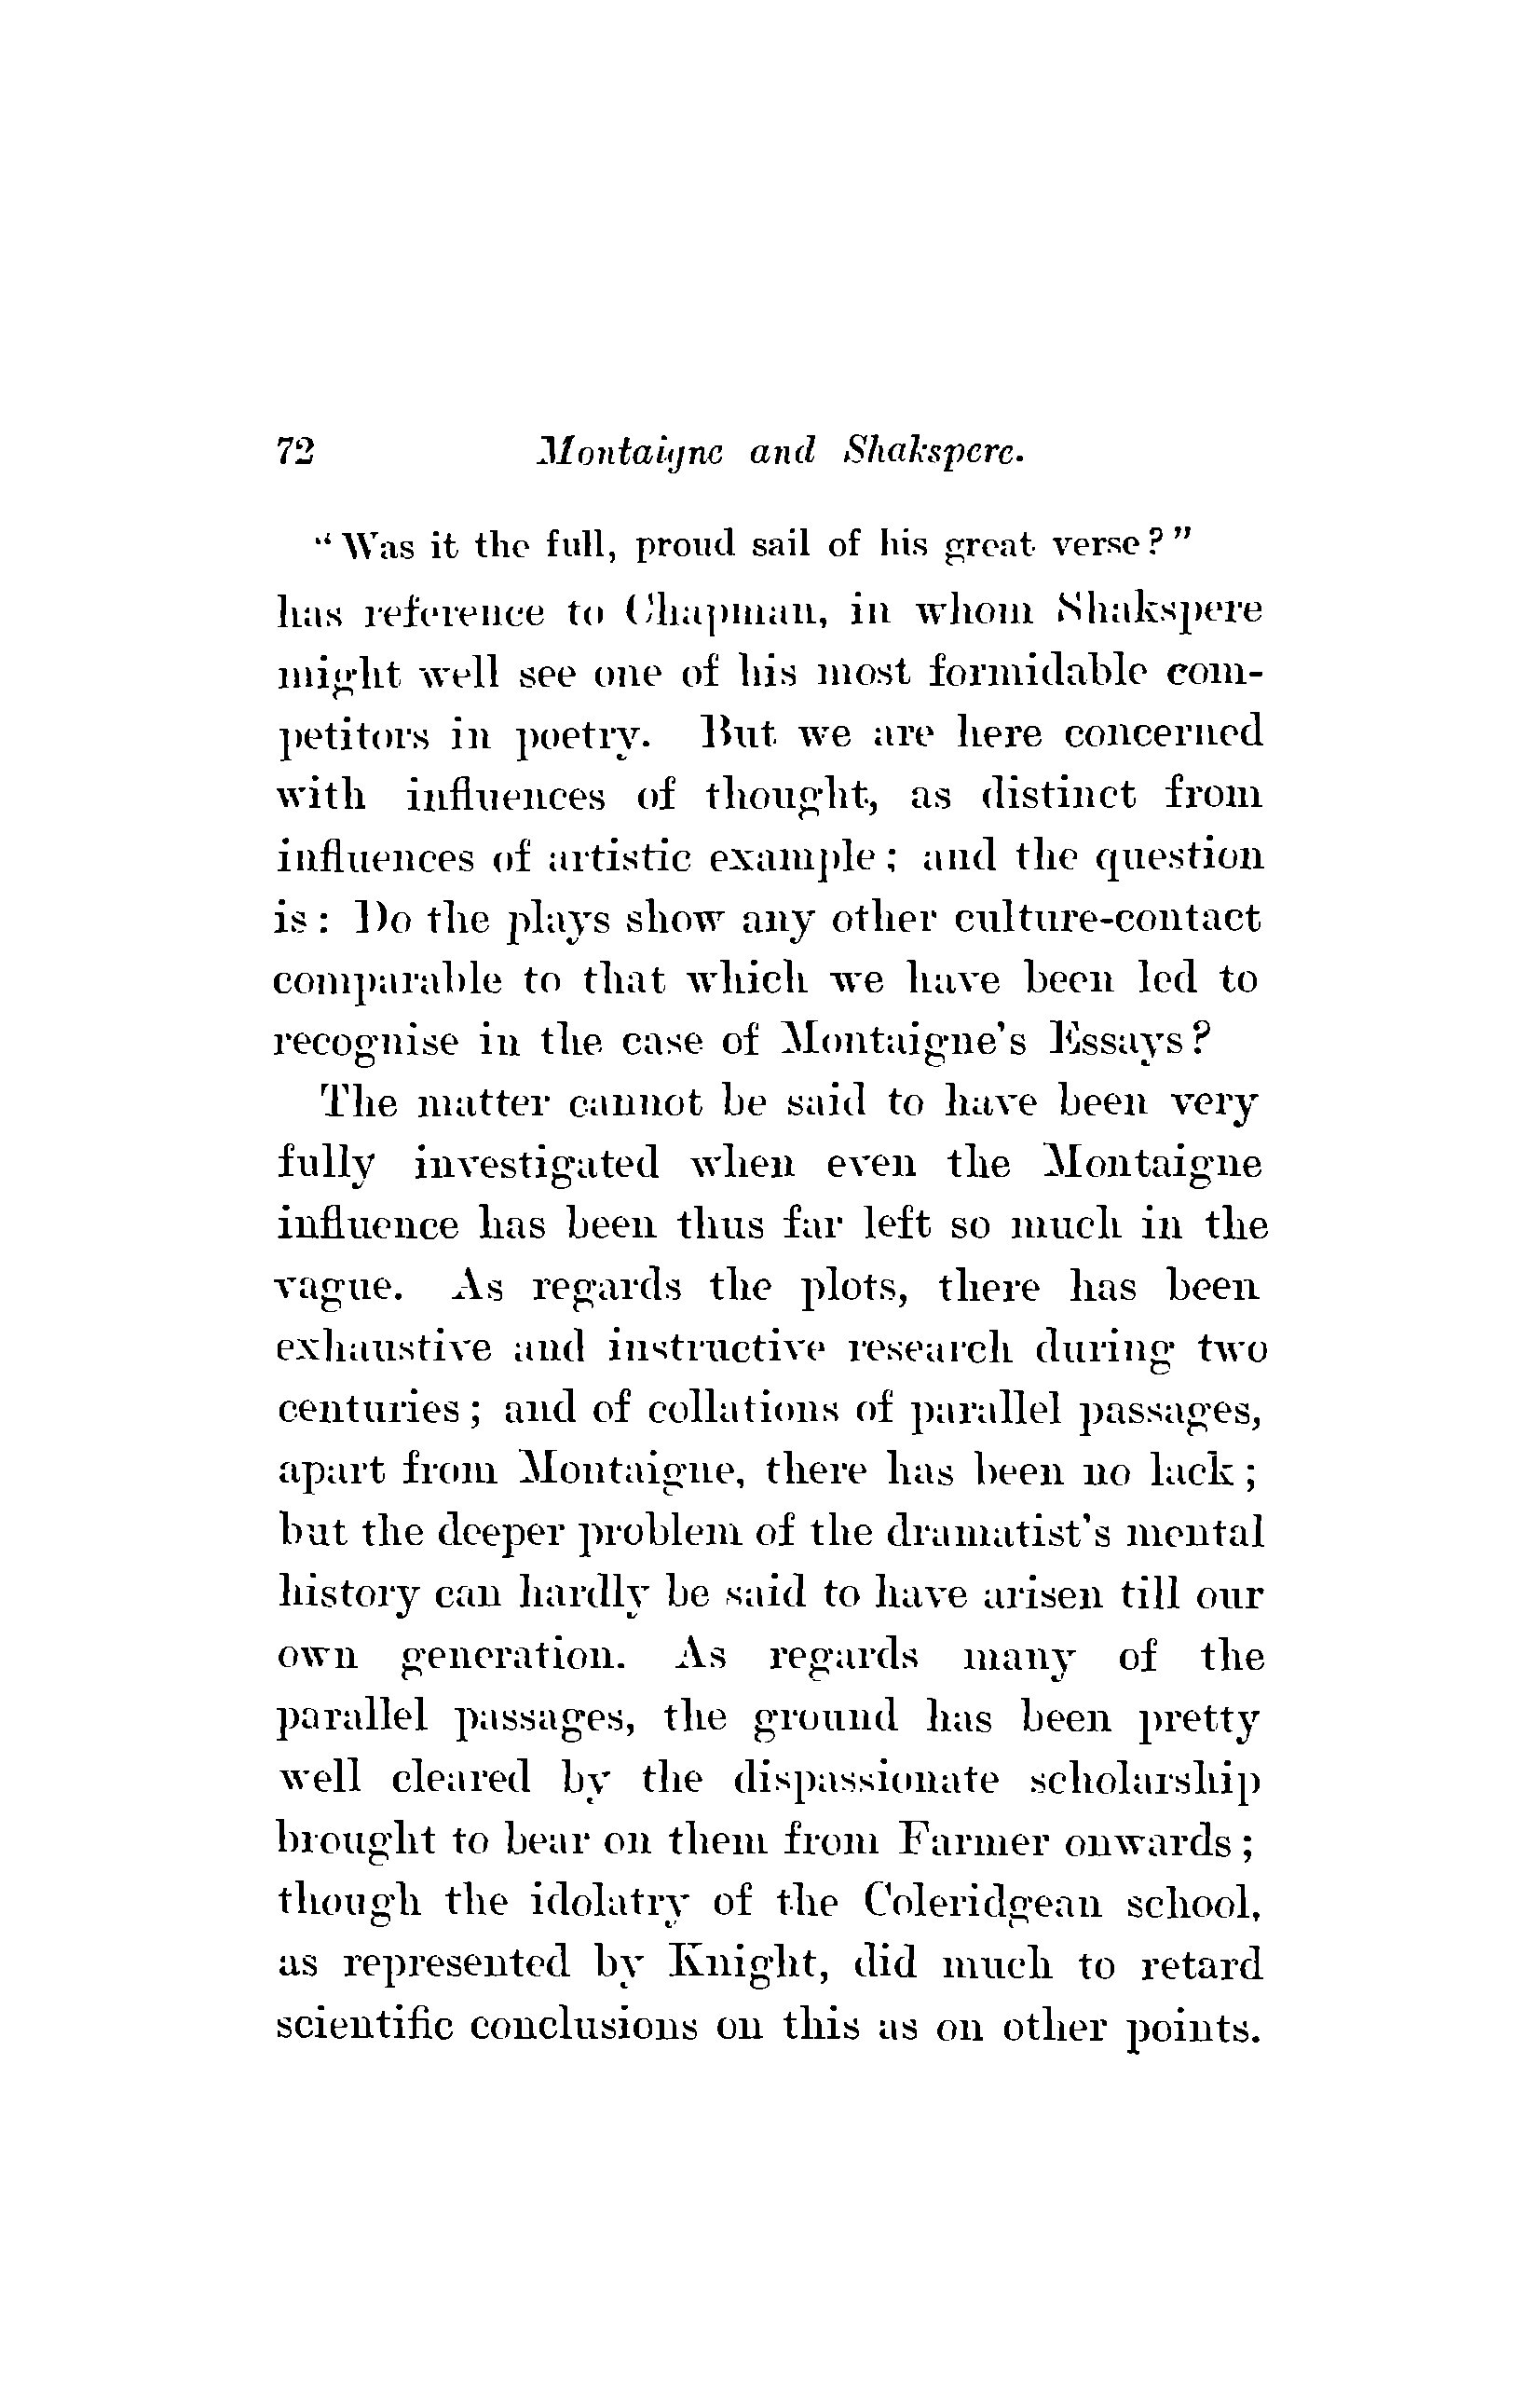 72 Montaigne and Shakspere.
"Was it the full, proud sail of his great verse?"
has reference to Chapman, in whom Shakspere
might well see one of his most formidable com-
petitors in poetry. But we are here concerned
with influences of thought, as distinct from
influences of artistic example; and the question
is: Do the plays show any other culture-contact
comparable to that which we have been led to
recognise in the case of Montaigne's Essays?
The matter cannot be said to have been very
fully investigated when even the Montaigne
influence has been thus far left so much in the
vague. As regards the plots, there has been
exhaustive and instructive research during two
centuries; and of collations of parallel passages,
apart from Montaigne, there has been no lack;
but the deeper problem of the dramatist's mental
history can hardly be said to have arisen till our
own generation. As regards many of the
parallel passages, the ground has been pretty
well cleared by the dispassionate scholarship
brought to bear on them from Farmer onwards;
though the idolatry of the Coleridgean school,
as represented by Knight, did much to retard
scientific conclusions on this as on other points.